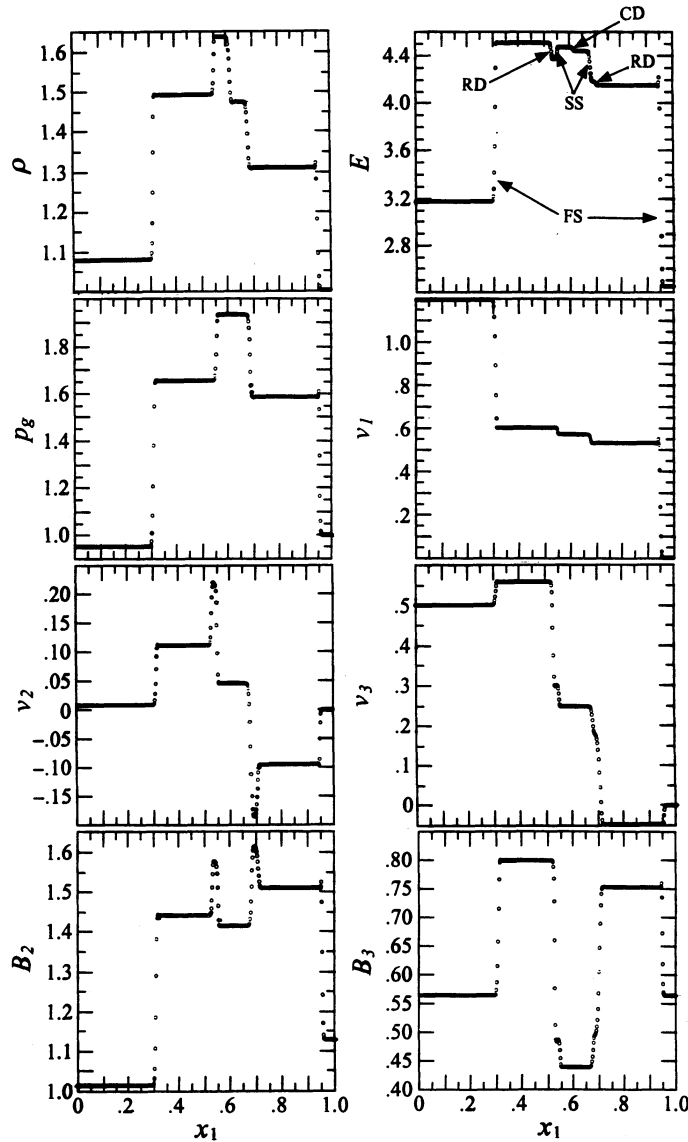 ρ
1.6
1.5
1.3
1.2
1.1
E
4.4
4.0
3.6
3.2
2.8
RD
CD
SS
RD
FS
p_g
1.8
1.6
1.4
1.2
1.0
v_1
1.0
.8
.6
.4
.2
v_2
.20
.15
.10
.05
0
−.05
−.10
−.15
v_3
.5
.4
.3
.2
.1
0
B_2
1.6
1.5
1.4
1.3
1.2
1.1
1.0
0 .2 .4 .6 .8 1.0
x_1
B_3
.80
.75
.70
.65
.60
.55
.50
.45
.40
0 .2 .4 .6 .8 1.0
x_1